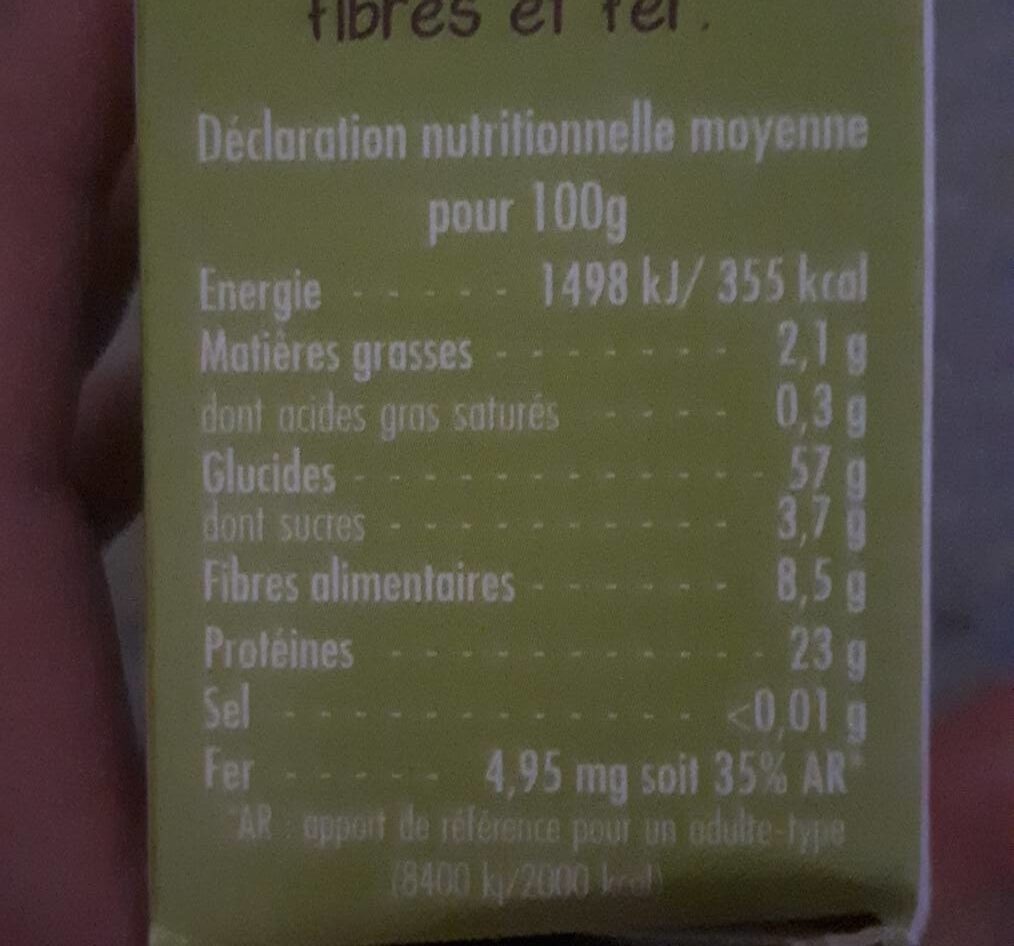 fibres et fer.
Déclaration nutritionnelle moyenne
pour 100g
Energie - - - - - 1498 kJ/ 355 kcal
Matières grasses - - - - - - - 2,1 g
dont acides gras saturés - - - - 0,3 g
Glucides - - - - - - - - - - - - 57 g
dont sucres - - - - - - - - - - 3,7 g
Fibres alimentaires - - - - - - 8,5 g
Protéines - - - - - - - - - - - 23 g
Sel - - - - - - - - - - - - <0,01 g
Fer - - - - - 4,95 mg soit 35% AR*
*AR : apport de référence pour un adulte-type
(8400 kj/2000 kcal)